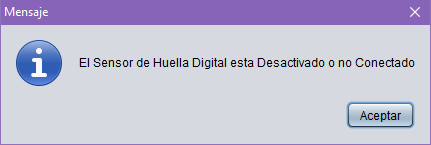 Mensaje
El Sensor de Huella Digital esta Desactivado o no Conectado
Aceptar